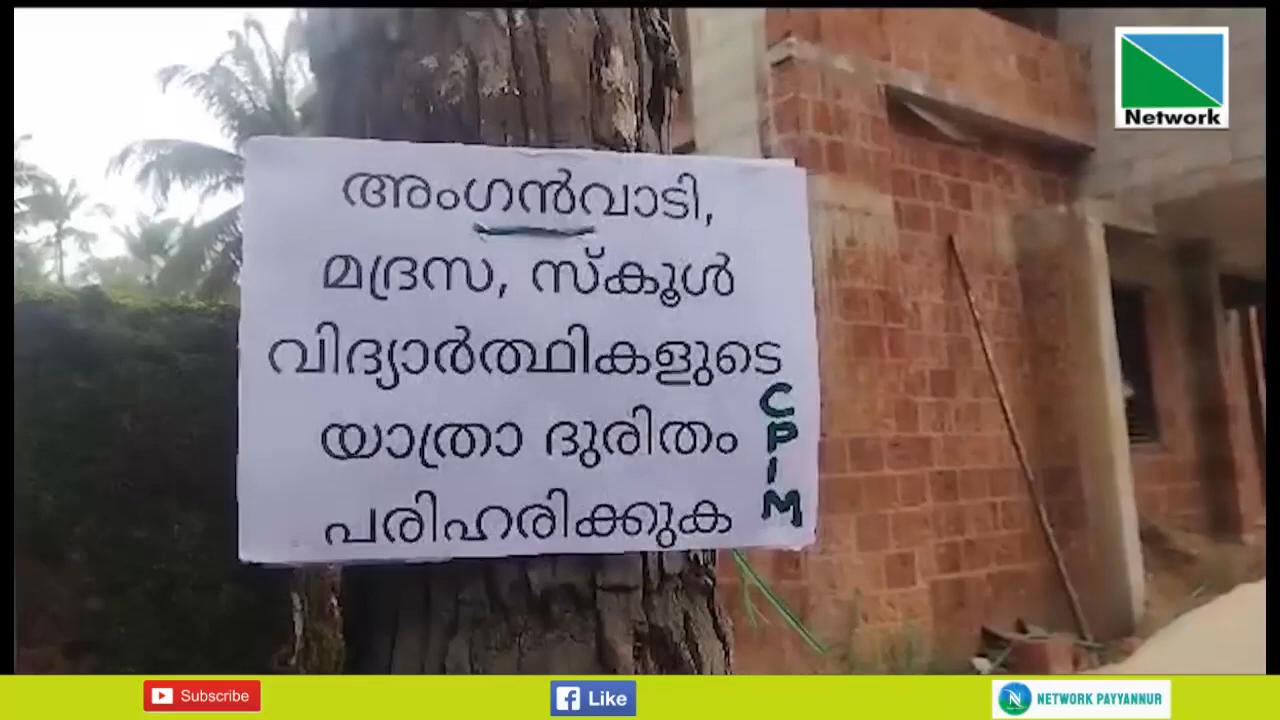 Network
അംഗൻവാടി,
മദ്രസ, സ്കൂൾ
വിദ്യാർത്ഥികളുടെ
യാത്രാ ദുരിതം
പരിഹരിക്കുക
CPIM
Subscribe
Like
NETWORK PAYYANNUR